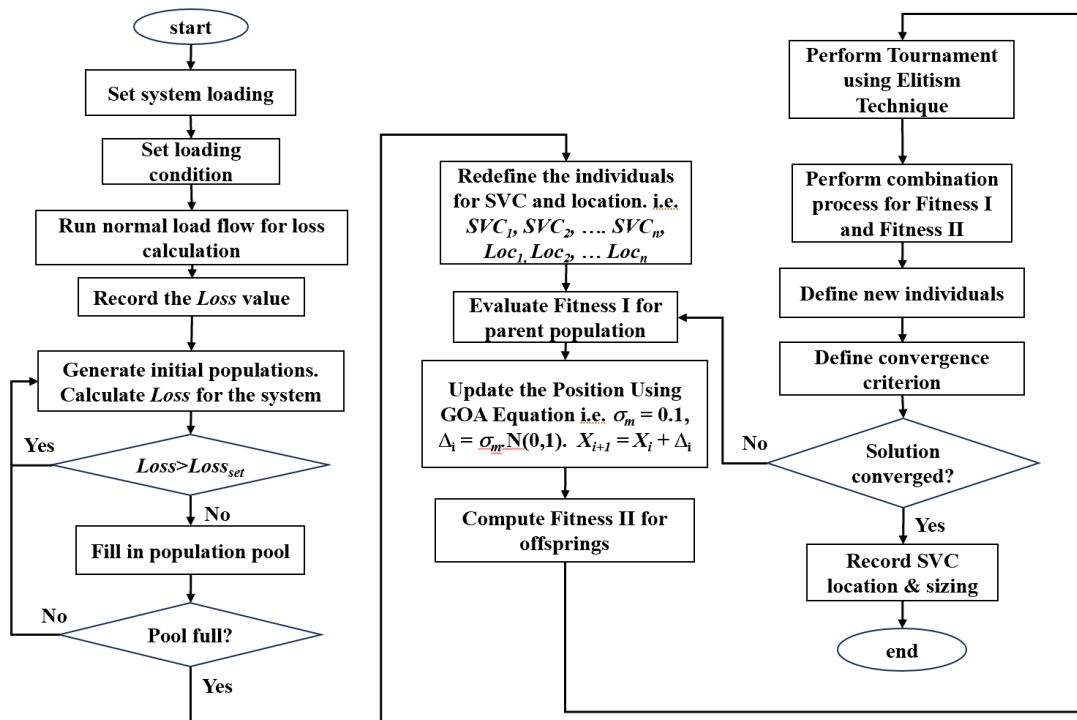 start
Set system loading
Set loading
condition
Run normal load flow for loss
calculation
Record the Loss value
Generate initial populations.
Calculate Loss for the system
Yes
Loss>Loss_set
No
Fill in population pool
No
Pool full?
Yes
Redefine the individuals
for SVC and location. i.e.
SVC₁, SVC₂, …. SVCₙ,
Loc₁, Loc₂, … Locₙ
Evaluate Fitness I for
parent population
Update the Position Using
GOA Equation i.e. σₘ = 0.1,
Δᵢ = σₘ.N(0,1). Xᵢ₊₁ = Xᵢ + Δᵢ
Compute Fitness II for
offsprings
Perform Tournament
using Elitism
Technique
Perform combination
process for Fitness I
and Fitness II
Define new individuals
Define convergence
criterion
No
Solution
converged?
Yes
Record SVC
location & sizing
end